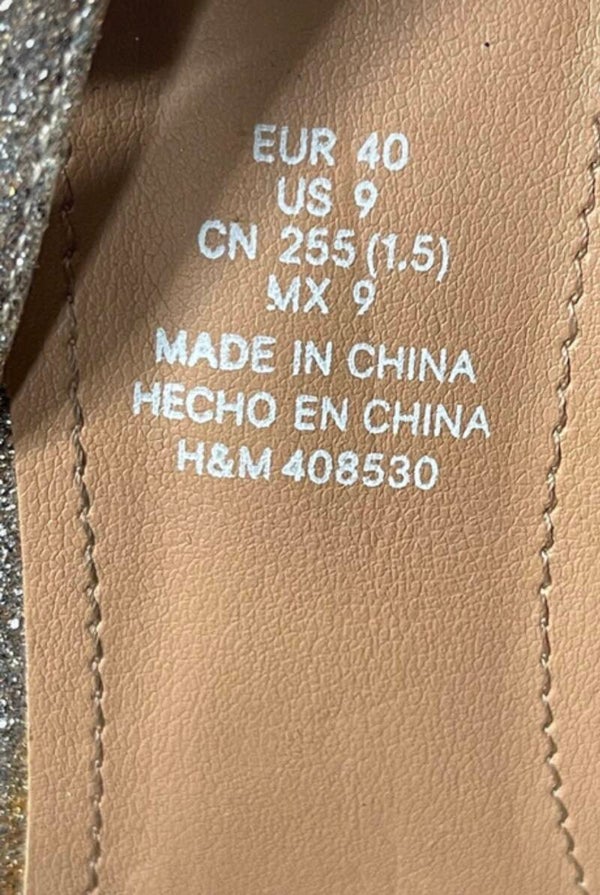 EUR 40
US 9
CN 255 (1.5)
MX 9
MADE IN CHINA
HECHO EN CHINA
H&M 408530